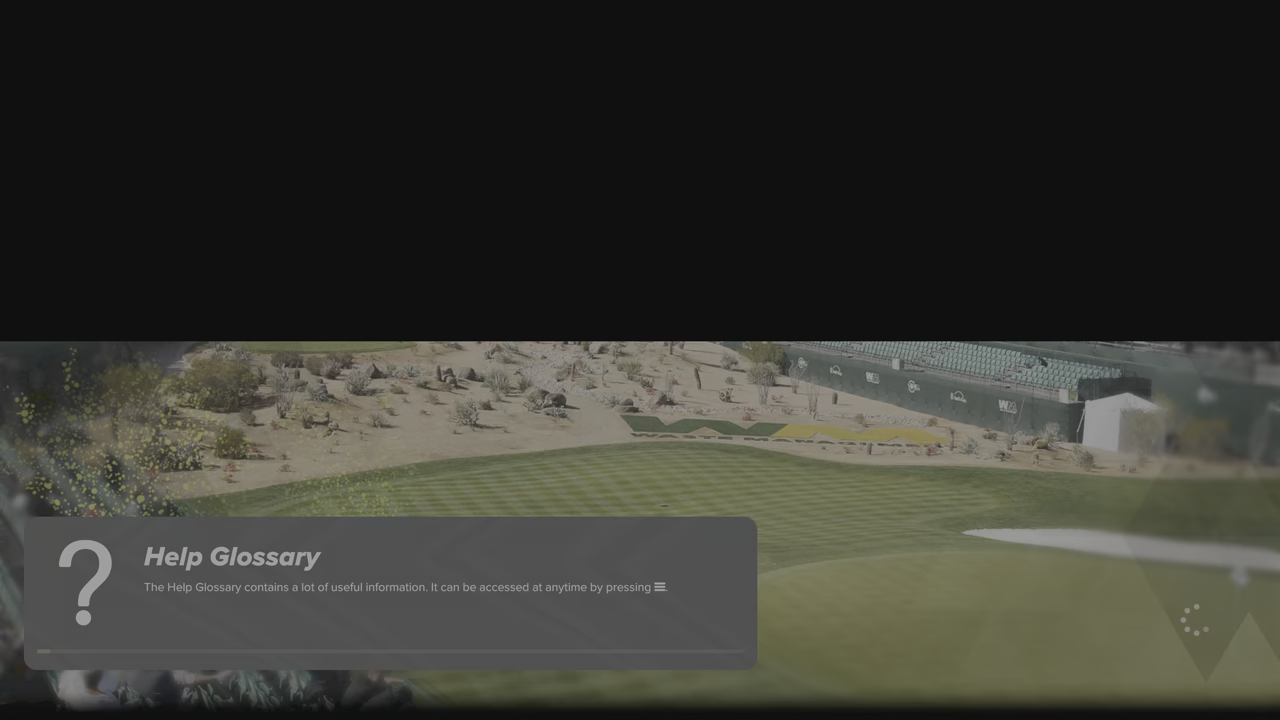 Help Glossary
The Help Glossary contains a lot of useful information. It can be accessed at anytime by pressing ☰.